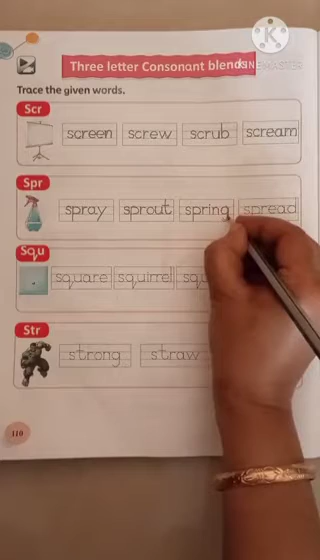 Three letter Consonant blends
Trace the given words.
Scr
screen screw scrub scream
Spr
spray sprout spring spread
Squ
square squirrel squ
Str
strong straw
110